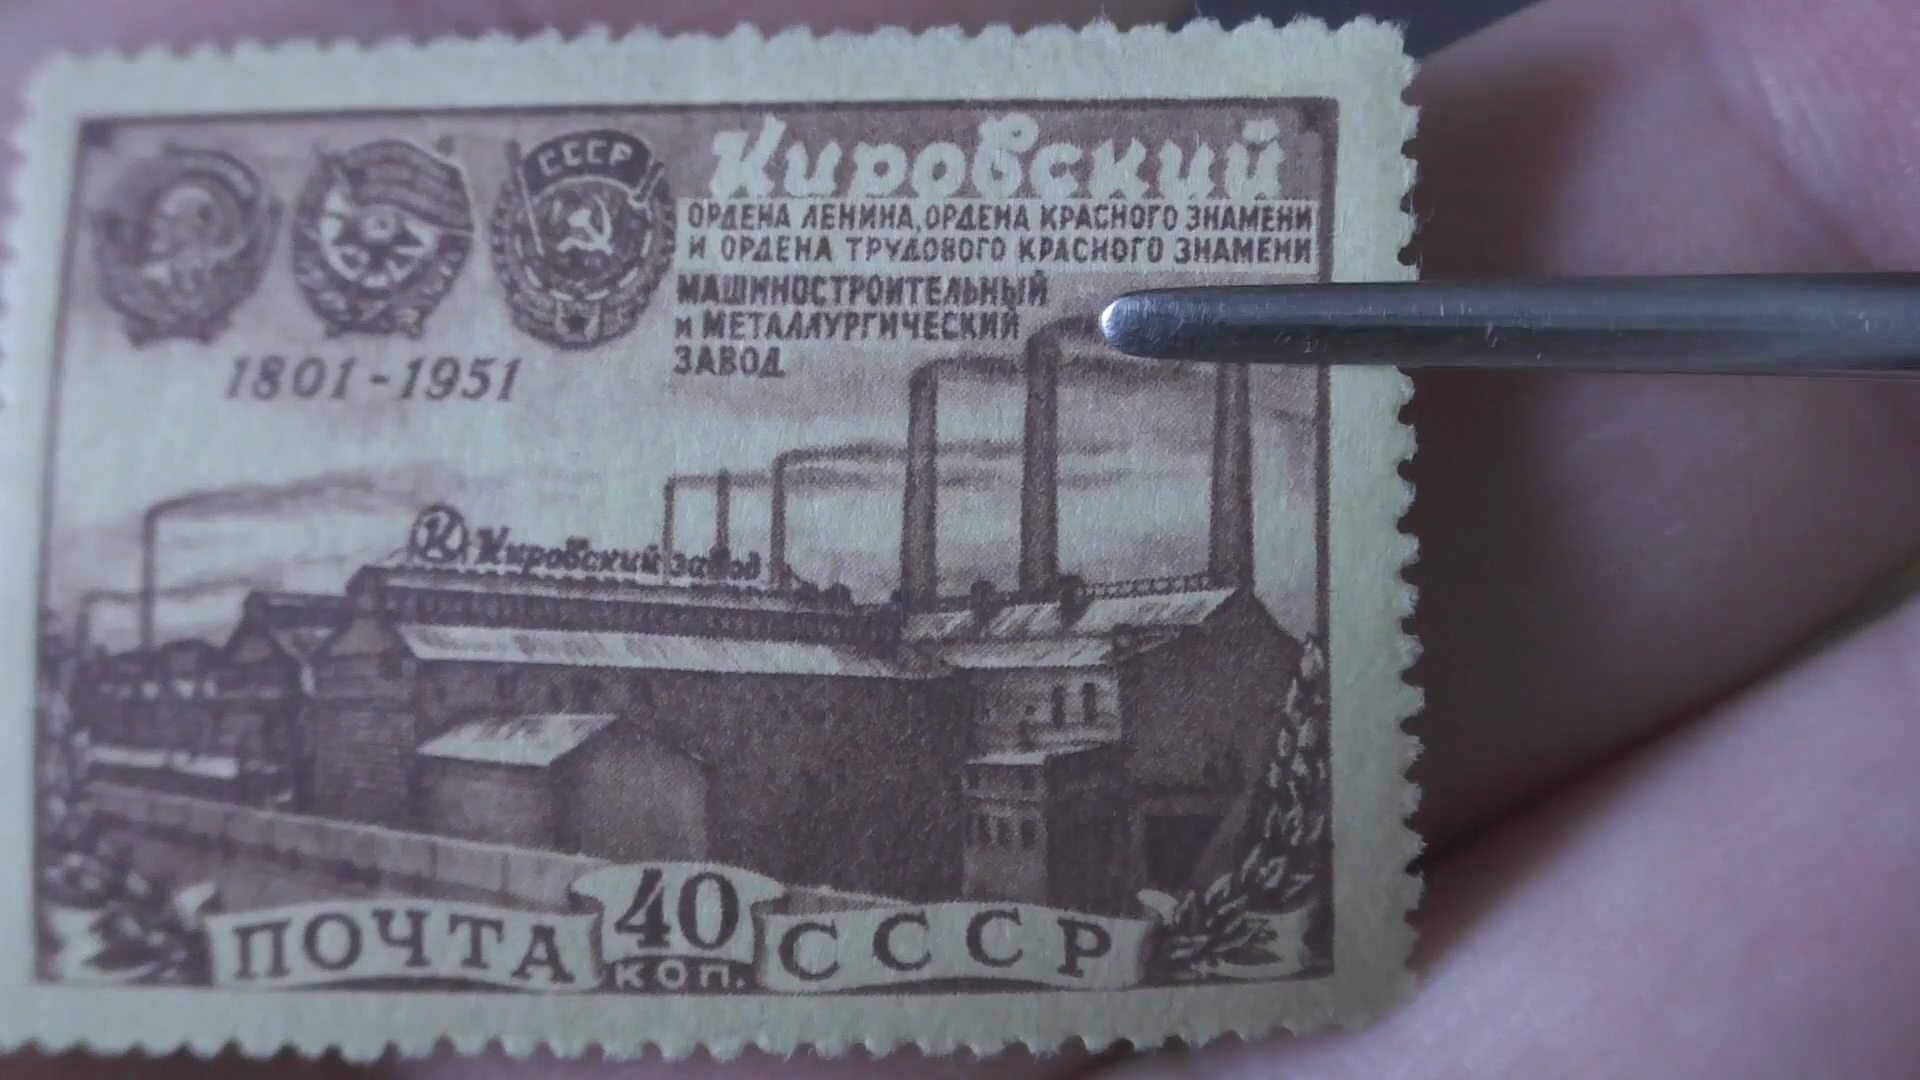 СССР
Кировский
ОРДЕНА ЛЕНИНА, ОРДЕНА КРАСНОГО ЗНАМЕНИ
И ОРДЕНА ТРУДОВОГО КРАСНОГО ЗНАМЕНИ
МАШИНОСТРОИТЕЛЬНЫЙ
И МЕТАЛЛУРГИЧЕСКИЙ
ЗАВОД
1801-1951
К Кировский завод
ПОЧТА 40 КОП. СССР